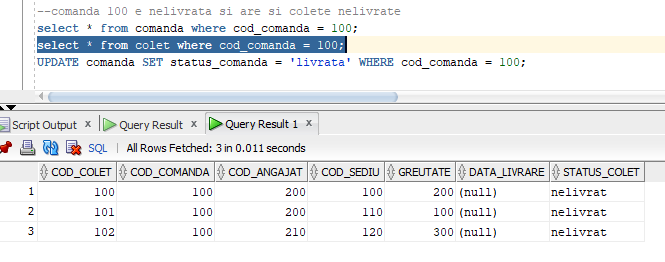 --comanda 100 e nelivrata si are si colete nelivrate
select * from comanda where cod_comanda = 100;
select * from colet where cod_comanda = 100;
UPDATE comanda SET status_comanda = 'livrata' WHERE cod_comanda = 100;
Script Output x Query Result x Query Result 1 x
SQL | All Rows Fetched: 3 in 0.011 seconds
COD_COLET COD_COMANDA COD_ANGAJAT COD_SEDIU GREUTATE DATA_LIVRARE STATUS_COLET
1 100 100 200 100 200 (null) nelivrat
2 101 100 200 110 100 (null) nelivrat
3 102 100 210 120 300 (null) nelivrat